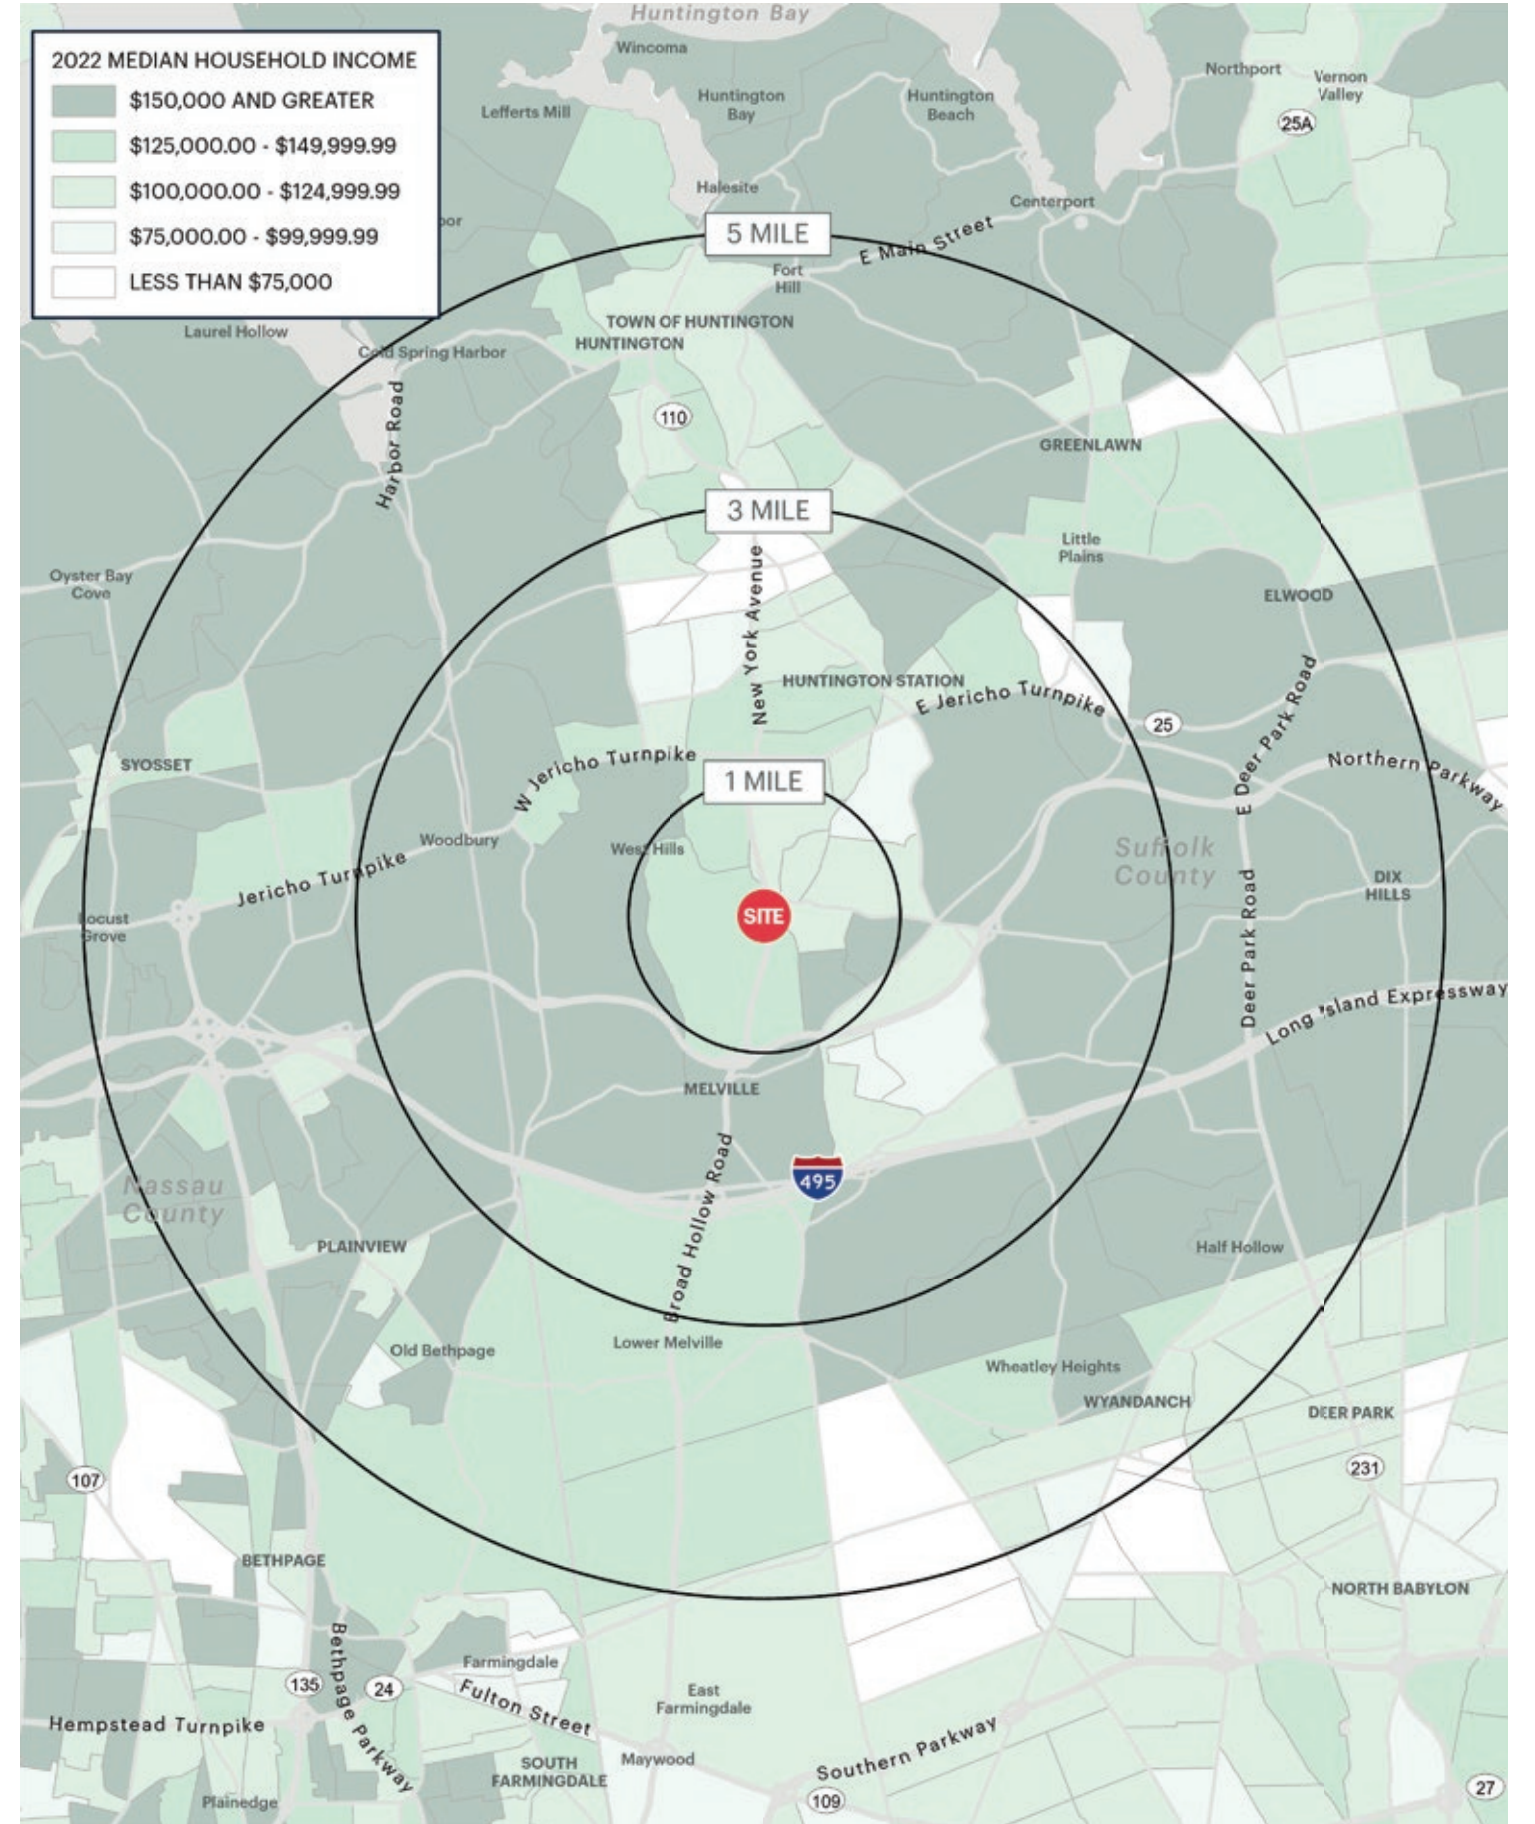 Huntington Bay
2022 MEDIAN HOUSEHOLD INCOME
$150,000 AND GREATER
$125,000.00 - $149,999.99
$100,000.00 - $124,999.99
$75,000.00 - $99,999.99
LESS THAN $75,000
Wincoma
Northport
Vernon
Valley
Lefferts Mill
Huntington
Bay
Huntington
Beach
25A
Halesite
Centerport
5 MILE
E Main Street
Fort
Hill
Laurel Hollow
TOWN OF HUNTINGTON
HUNTINGTON
Cold Spring Harbor
Harbor Road
110
GREENLAWN
3 MILE
Little
Plains
Oyster Bay
Cove
ELWOOD
New York Avenue
HUNTINGTON STATION
E Jericho Turnpike
25
E Deer Park Road
Northern Parkway
SYOSSET
W Jericho Turnpike
1 MILE
Woodbury
West Hills
Suffolk
County
Jericho Turnpike
DIX
HILLS
Locust
Grove
SITE
Deer Park Road
Long Island Expressway
MELVILLE
Broad Hollow Road
495
Nassau
County
PLAINVIEW
Half Hollow
Old Bethpage
Lower Melville
Wheatley Heights
WYANDANCH
DEER PARK
107
231
BETHPAGE
NORTH BABYLON
Bethpage Parkway
Farmingdale
135
24
Fulton Street
East
Farmingdale
Hempstead Turnpike
Southern Parkway
SOUTH
FARMINGDALE
Maywood
Plainedge
109
27